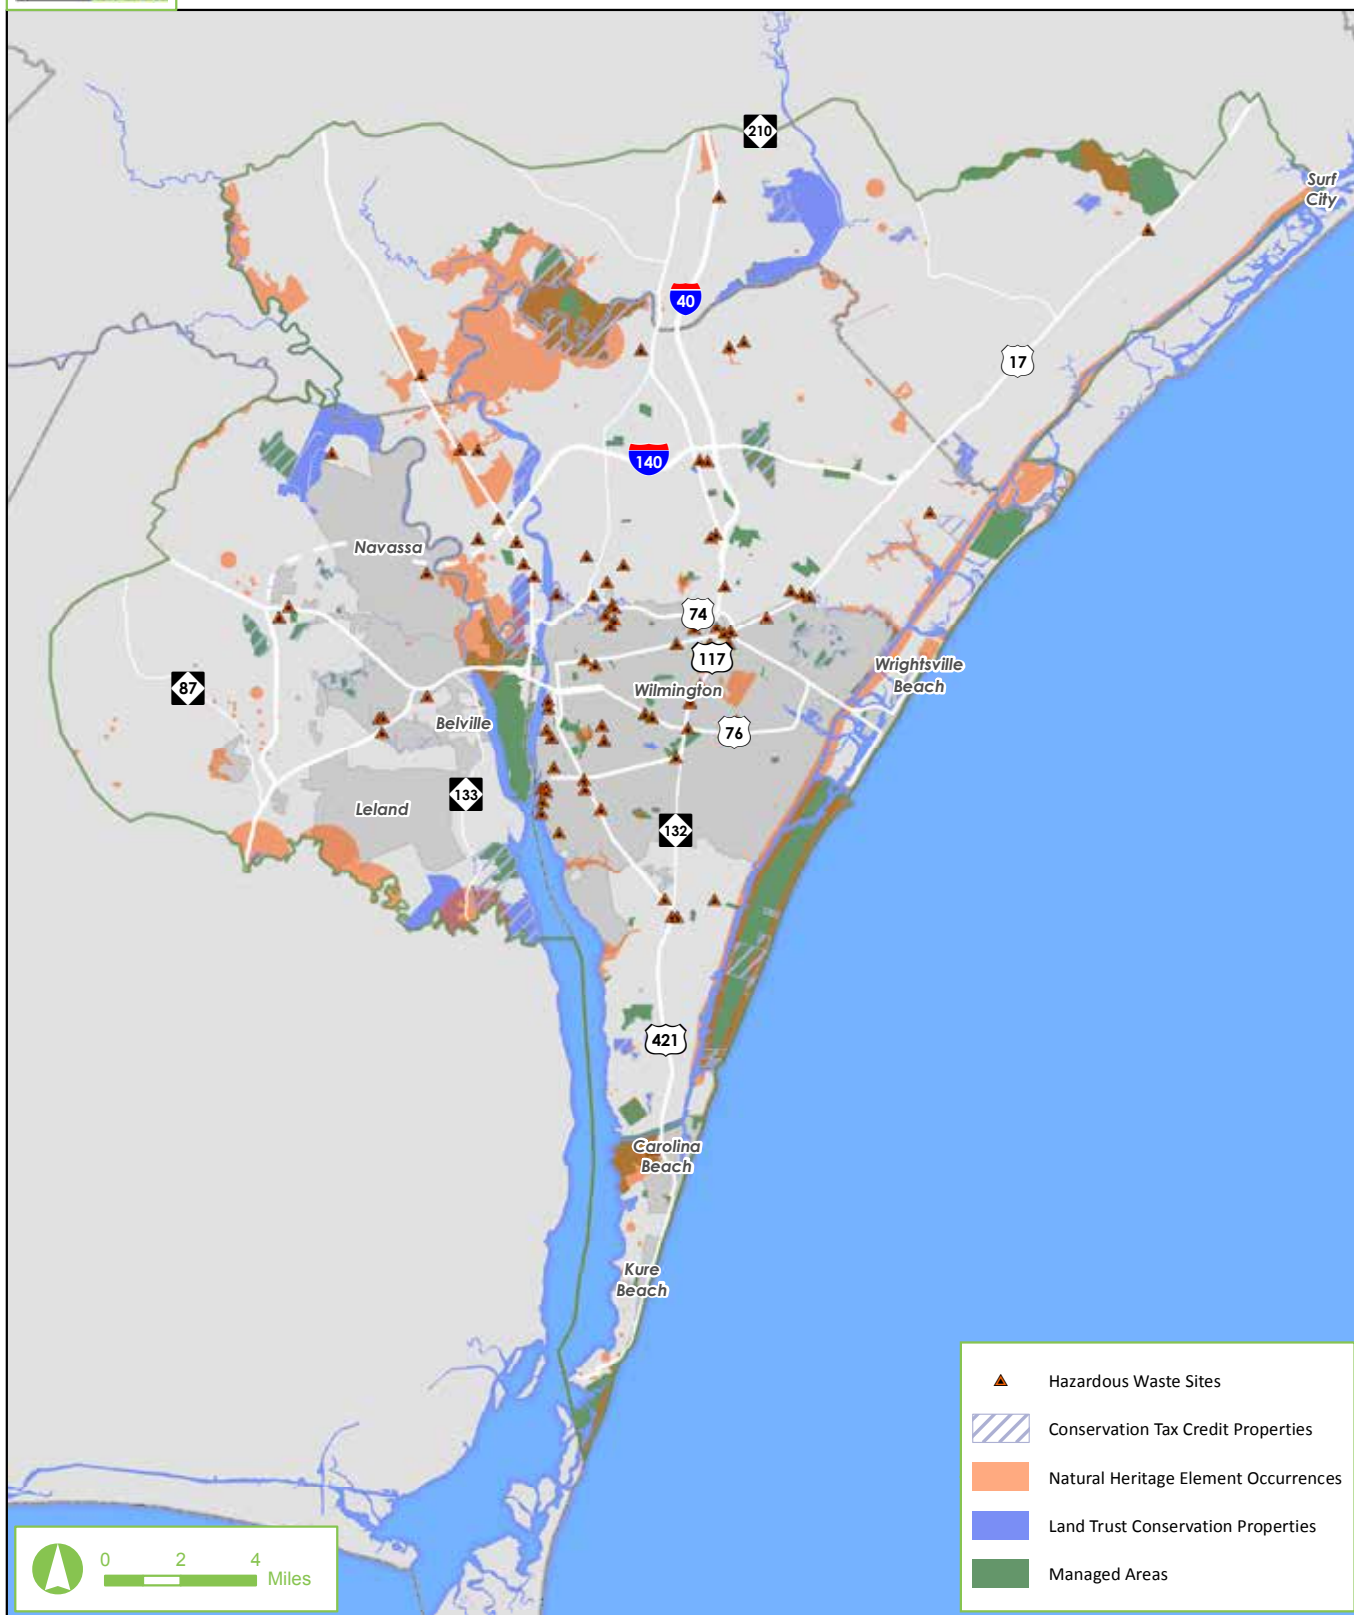 210
Surf
City
40
17
140
Navassa
74
117
Wrightsville
Beach
87
Wilmington
Belville
76
133
Leland
132
421
Carolina
Beach
Kure
Beach
Hazardous Waste Sites
Conservation Tax Credit Properties
Natural Heritage Element Occurrences
Land Trust Conservation Properties
Managed Areas
0 2 4
Miles